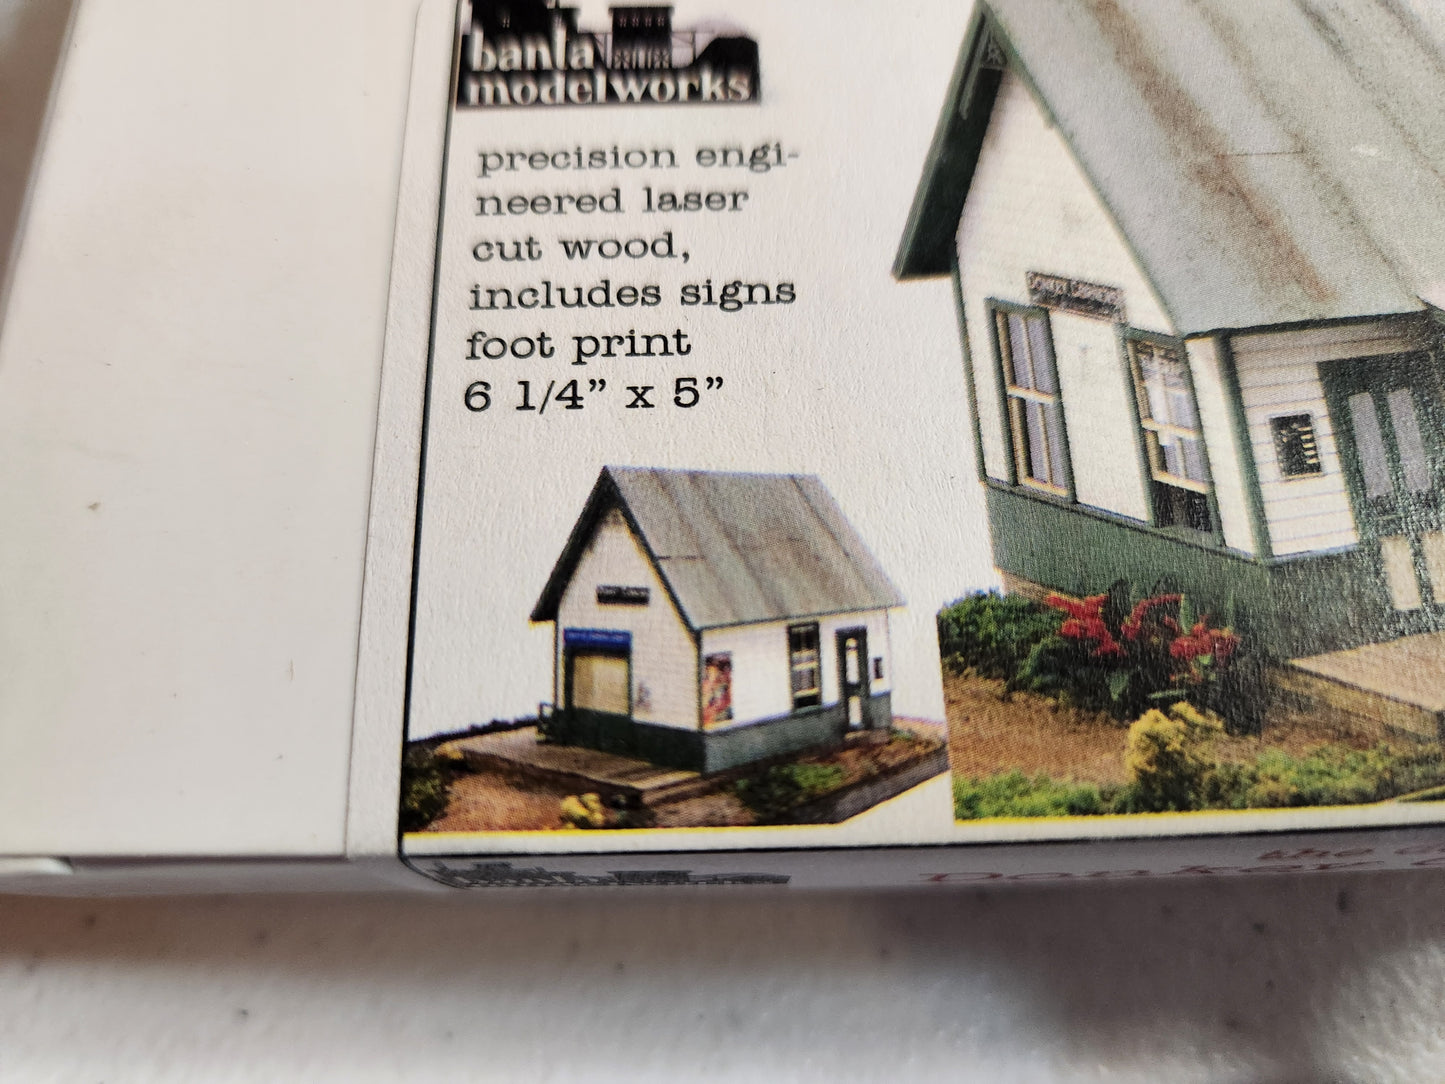 banta
modelworks
precision engi-
neered laser
cut wood,
includes signs
foot print
6 1/4” x 5”